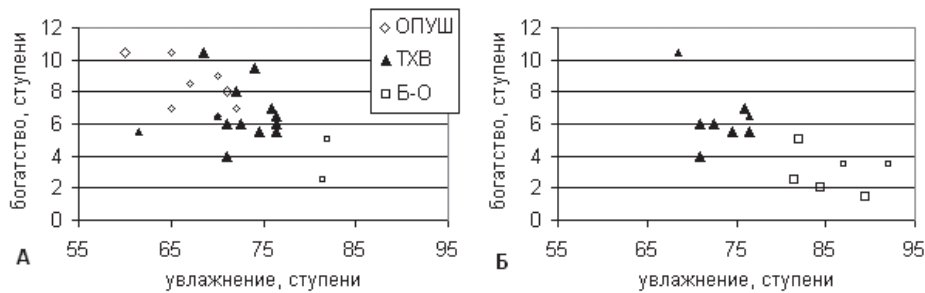 богатство, ступени
12
10
8
6
4
2
0
55 65 75 85 95
увлажнение, ступени
А
ОПУШ
ТХВ
Б-О
богатство, ступени
12
10
8
6
4
2
0
55 65 75 85 95
увлажнение, ступени
Б